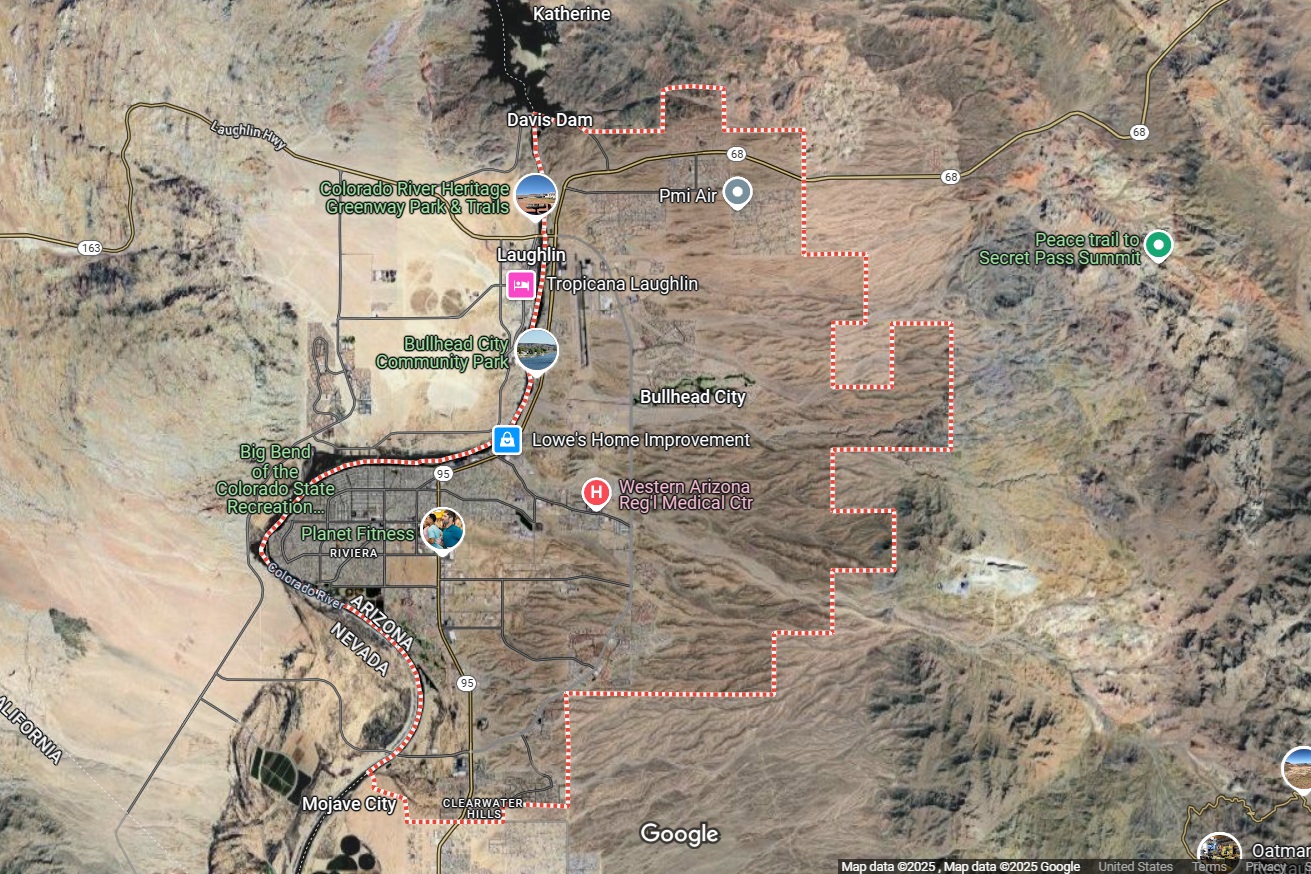 Katherine
Davis Dam
Laughlin Hwy
68
68
68
Colorado River Heritage
Greenway Park & Trails
Pmi Air
163
Peace trail to
Secret Pass Summit
Laughlin
Tropicana Laughlin
Bullhead City
Community Park
Bullhead City
Lowe's Home Improvement
Big Bend
of the
Colorado State
Recreation...
95
H
Western Arizona
Reg'l Medical Ctr
Planet Fitness
RIVIERA
Colorado River
ARIZONA
NEVADA
95
ALIFORNIA
Mojave City
CLEARWATER
HILLS
Google
Oatmar
Map data ©2025 , Map data ©2025 Google
United States
Terms
Privacy